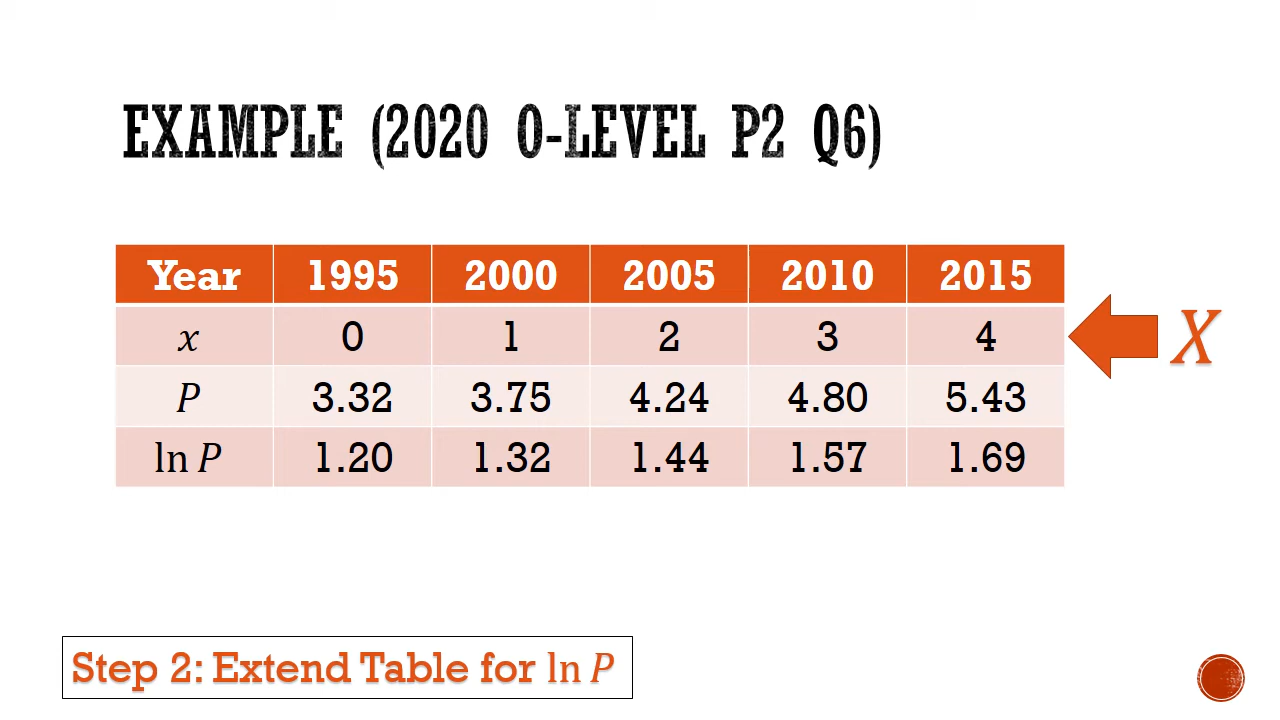 EXAMPLE (2020 O-LEVEL P2 Q6)
Year 1995 2000 2005 2010 2015
x 0 1 2 3 4
X
P 3.32 3.75 4.24 4.80 5.43
ln P 1.20 1.32 1.44 1.57 1.69
Step 2: Extend Table for ln P